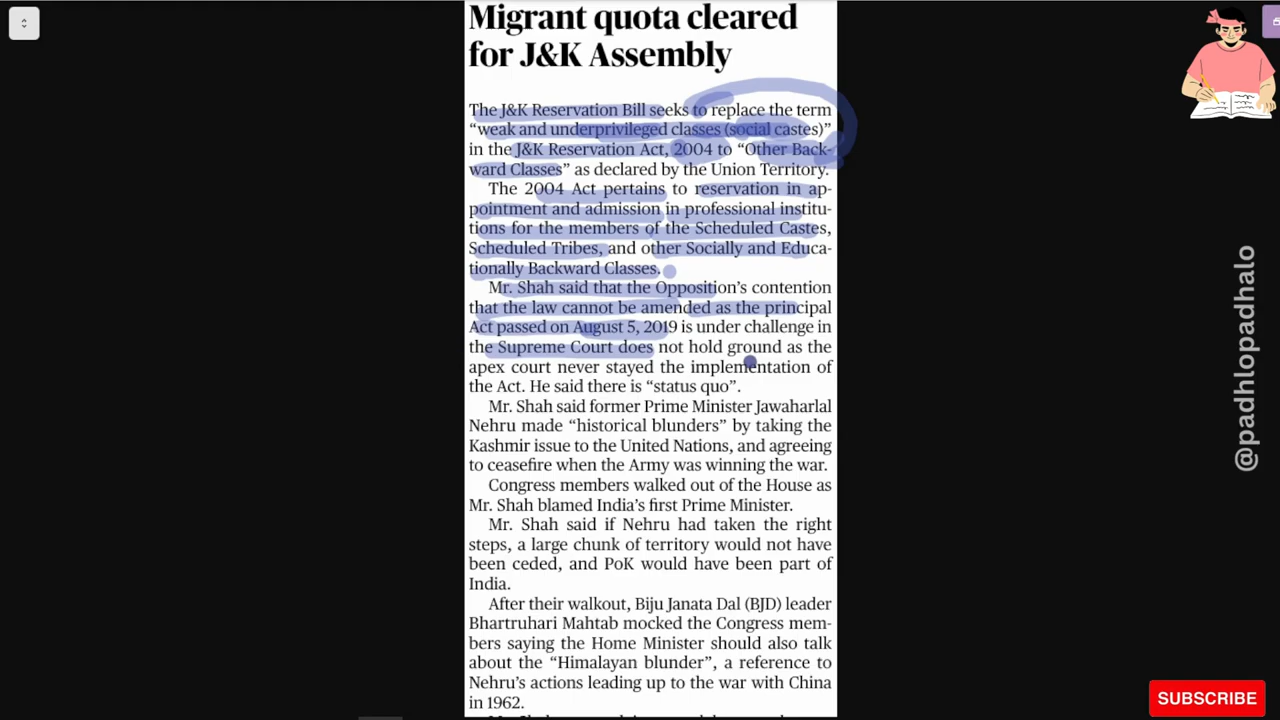 Migrant quota cleared
for J&K Assembly
The J&K Reservation Bill seeks to replace the term
“weak and underprivileged classes (social castes)”
in the J&K Reservation Act, 2004 to “Other Back-
ward Classes” as declared by the Union Territory.
The 2004 Act pertains to reservation in ap-
pointment and admission in professional institu-
tions for the members of the Scheduled Castes,
Scheduled Tribes, and other Socially and Educa-
tionally Backward Classes.
Mr. Shah said that the Opposition’s contention
that the law cannot be amended as the principal
Act passed on August 5, 2019 is under challenge in
the Supreme Court does not hold ground as the
apex court never stayed the implementation of
the Act. He said there is “status quo”.
Mr. Shah said former Prime Minister Jawaharlal
Nehru made “historical blunders” by taking the
Kashmir issue to the United Nations, and agreeing
to ceasefire when the Army was winning the war.
Congress members walked out of the House as
Mr. Shah blamed India’s first Prime Minister.
Mr. Shah said if Nehru had taken the right
steps, a large chunk of territory would not have
been ceded, and PoK would have been part of
India.
After their walkout, Biju Janata Dal (BJD) leader
Bhartruhari Mahtab mocked the Congress mem-
bers saying the Home Minister should also talk
about the “Himalayan blunder”, a reference to
Nehru’s actions leading up to the war with China
in 1962.
@padhlopadhalo
SUBSCRIBE